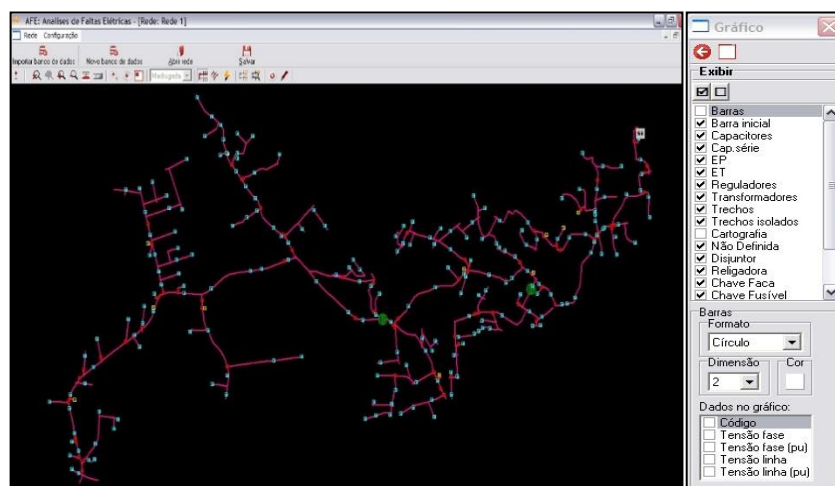 AFE: Analises de Faltas Elétricas - [Rede: Rede 1]
Rede Configuração
Importar banco de dados Novo banco de dados Abrir rede Salvar
Madrugada
Gráfico
Exibir
Barras
Barra inicial
Capacitores
Cap.série
EP
ET
Reguladores
Transformadores
Trechos
Trechos isolados
Cartografia
Não Definida
Disjuntor
Religadora
Chave Faca
Chave Fusível
Barras
Formato
Círculo
Dimensão Cor
2
Dados no gráfico:
Código
Tensão fase
Tensão fase (pu)
Tensão linha
Tensão linha (pu)